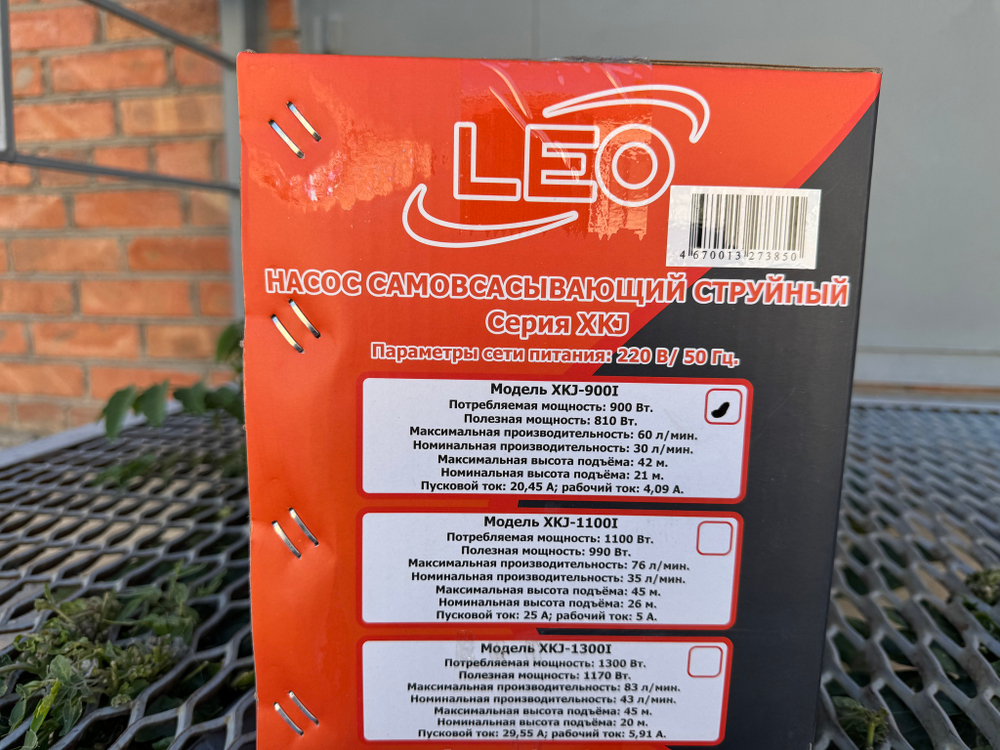 LEO
4 670013 273850
НАСОС САМОВСАСЫВАЮЩИЙ СТРУЙНЫЙ
Серия XKJ
Параметры сети питания: 220 В/ 50 Гц.
Модель XKJ-900I
Потребляемая мощность: 900 Вт.
Полезная мощность: 810 Вт.
Максимальная производительность: 60 л/мин.
Номинальная производительность: 30 л/мин.
Максимальная высота подъёма: 42 м.
Номинальная высота подъёма: 21 м.
Пусковой ток: 20,45 А; рабочий ток: 4,09 А.
Модель XKJ-1100I
Потребляемая мощность: 1100 Вт.
Полезная мощность: 990 Вт.
Максимальная производительность: 76 л/мин.
Номинальная производительность: 35 л/мин.
Максимальная высота подъёма: 45 м.
Номинальная высота подъёма: 26 м.
Пусковой ток: 25 А; рабочий ток: 5 А.
Модель XKJ-1300I
Потребляемая мощность: 1300 Вт.
Полезная мощность: 1170 Вт.
Максимальная производительность: 83 л/мин.
Номинальная производительность: 43 л/мин.
Максимальная высота подъёма: 45 м.
Номинальная высота подъёма: 20 м.
Пусковой ток: 29,55 А; рабочий ток: 5,91 А.